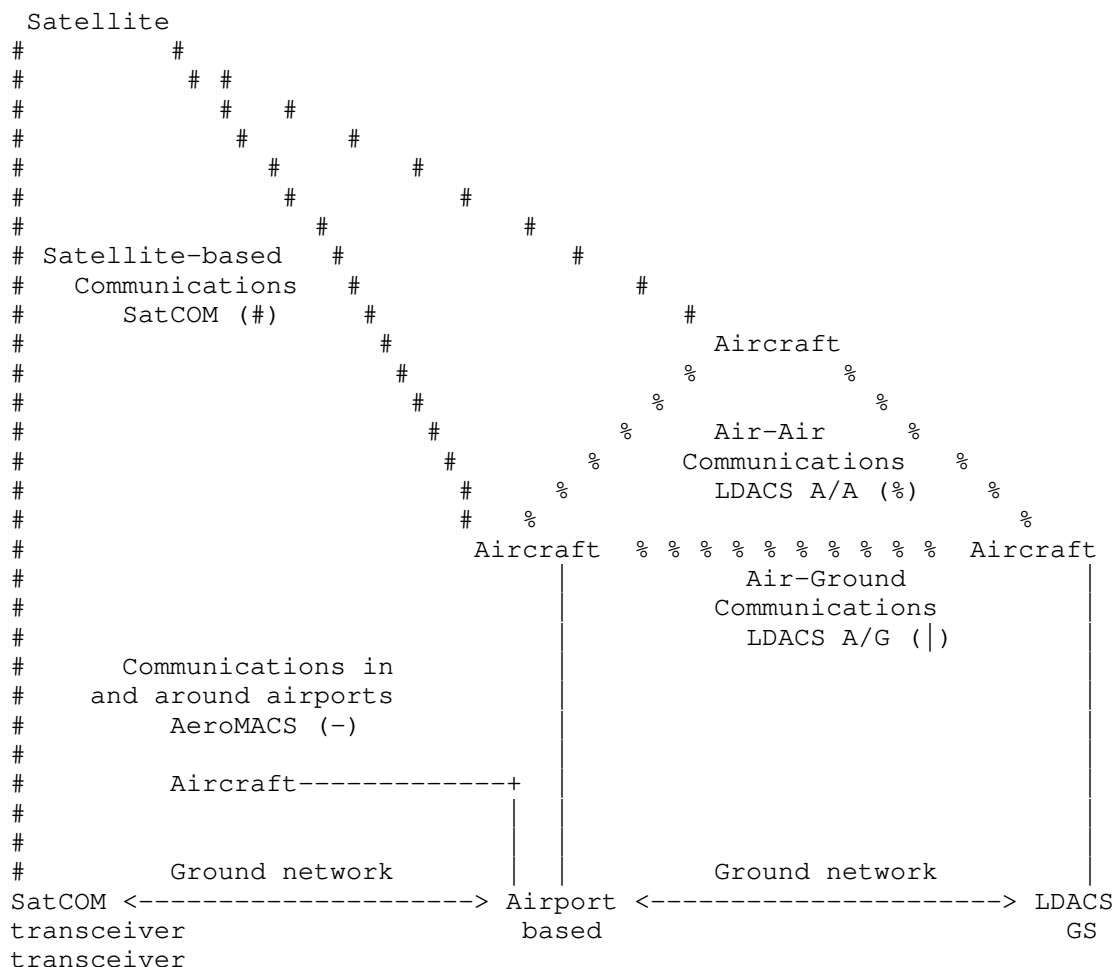 Satellite
#         #
#          # #
#            #   #
#             #      #
#               #        #
#                #          #
#                  #            #
# Satellite-based   #              #
#   Communications   #                 #
#      SatCOM (#)     #                   #
#                      #                    Aircraft
#                       #                 %         %
#                        #              %             %
#                         #           %     Air-Air     %
#                          #        %     Communications   %
#                           #     %         LDACS A/A (%)    %
#                           #   %                              %
#                            Aircraft  % % % % % % % % % %  Aircraft
#                                 |           Air-Ground           |
#                                 |         Communications         |
#                                 |           LDACS A/G (|)        |
#      Communications in          |                                |
#    and around airports          |                                |
#         AeroMACS (-)            |                                |
#                                 |                                |
#         Aircraft-------------+  |                                |
#                              |  |                                |
#                              |  |                                |
#         Ground network       |  |         Ground network         |
SatCOM <---------------------> Airport <-----------------------> LDACS
transceiver                     based                             GS
transceiver